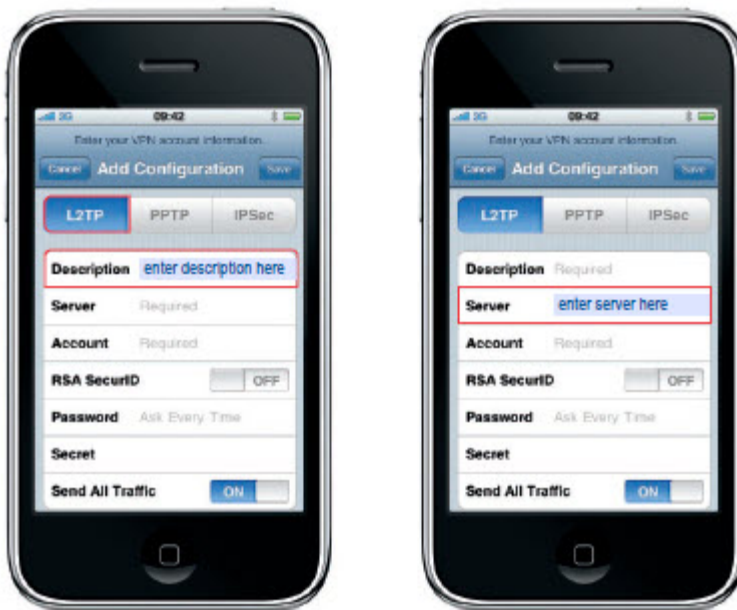 3G 09:42
Enter your VPN account information.
Cancel Add Configuration Save
L2TP PPTP IPSec
Description enter description here
Server Required
Account Required
RSA SecurID OFF
Password Ask Every Time
Secret
Send All Traffic ON
3G 09:42
Enter your VPN account information.
Cancel Add Configuration Save
L2TP PPTP IPSec
Description Required
Server enter server here
Account Required
RSA SecurID OFF
Password Ask Every Time
Secret
Send All Traffic ON